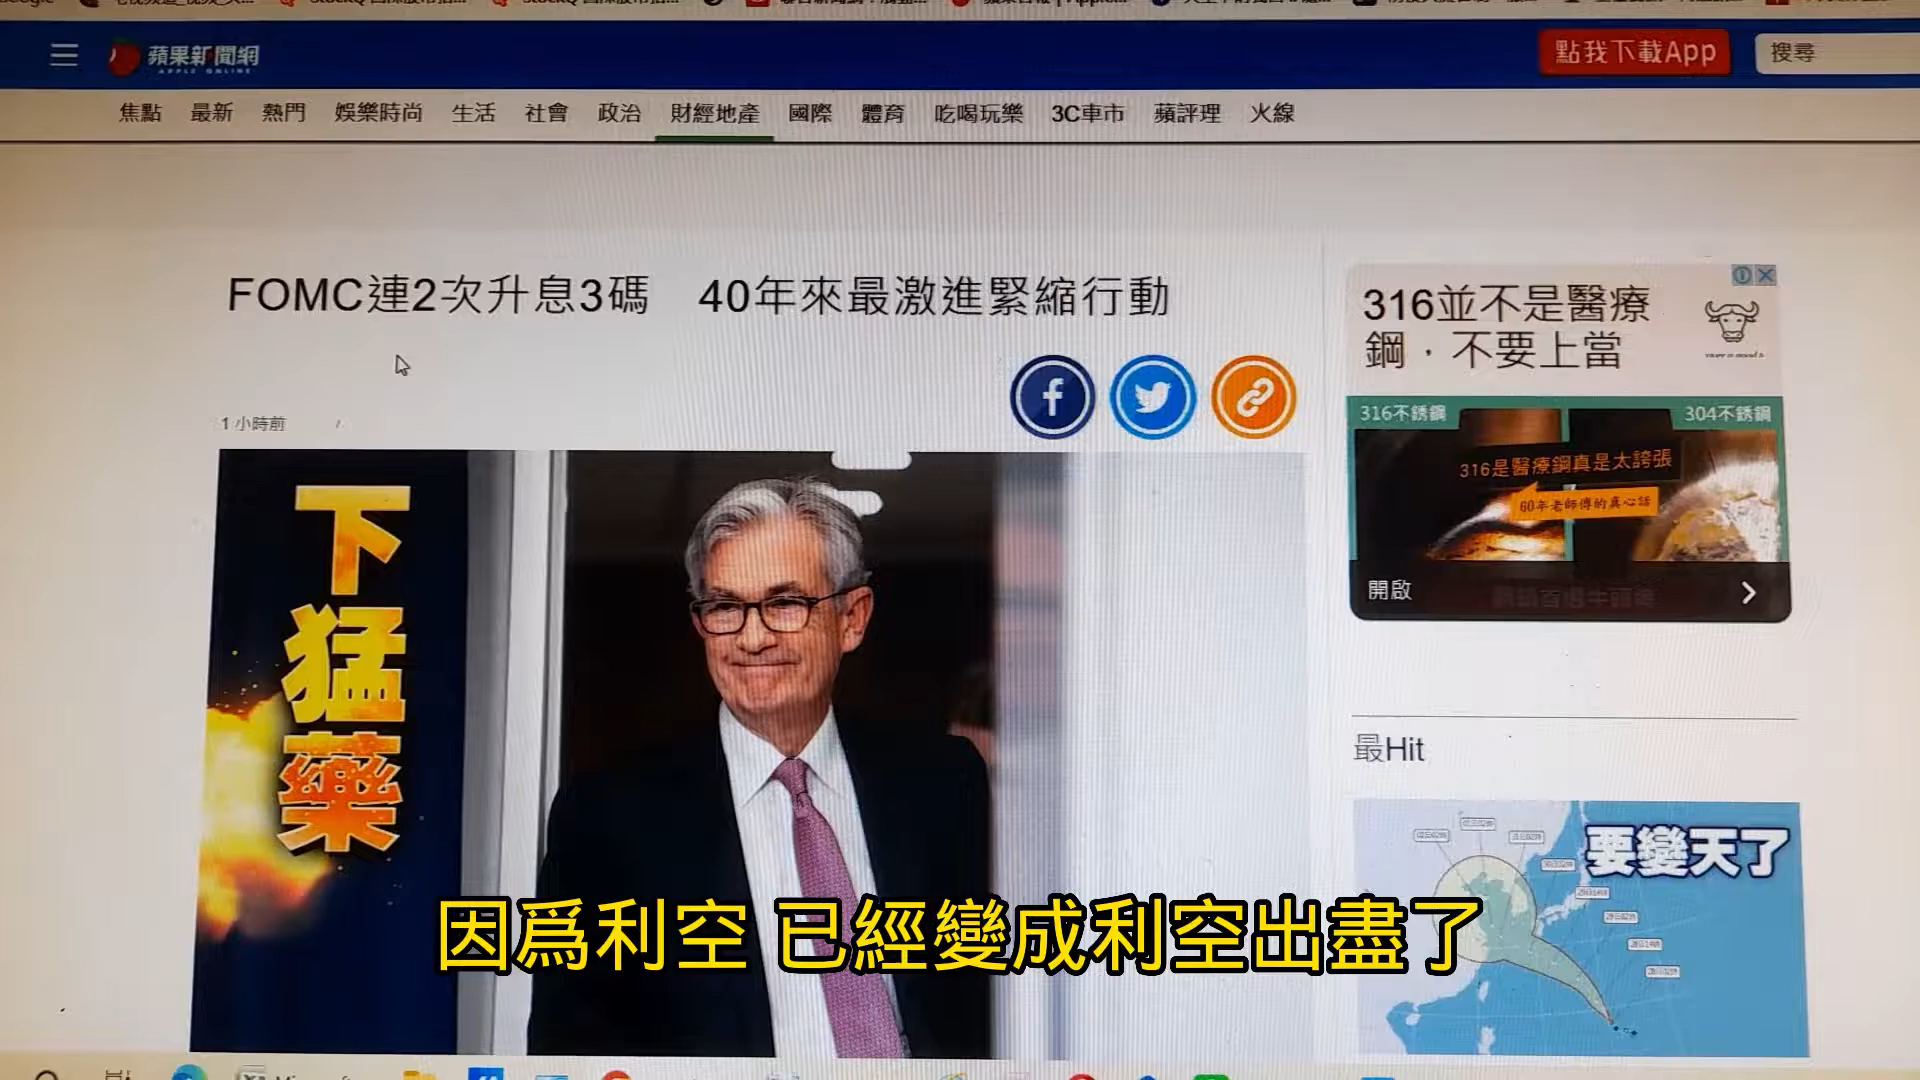 蘋果新聞網
APPLE ONLINE
點我下載App
搜尋
焦點 最新 熱門 娛樂時尚 生活 社會 政治 財經地產 國際 體育 吃喝玩樂 3C車市 蘋評理 火線
FOMC連2次升息3碼 40年來最激進緊縮行動
1 小時前
316並不是醫療
鋼，不要上當
316不銹鋼
304不銹鋼
316是醫療鋼真是太誇張
60年老師傅的真心話
開啟
下猛藥
最Hit
要變天了
因爲利空 已經變成利空出盡了